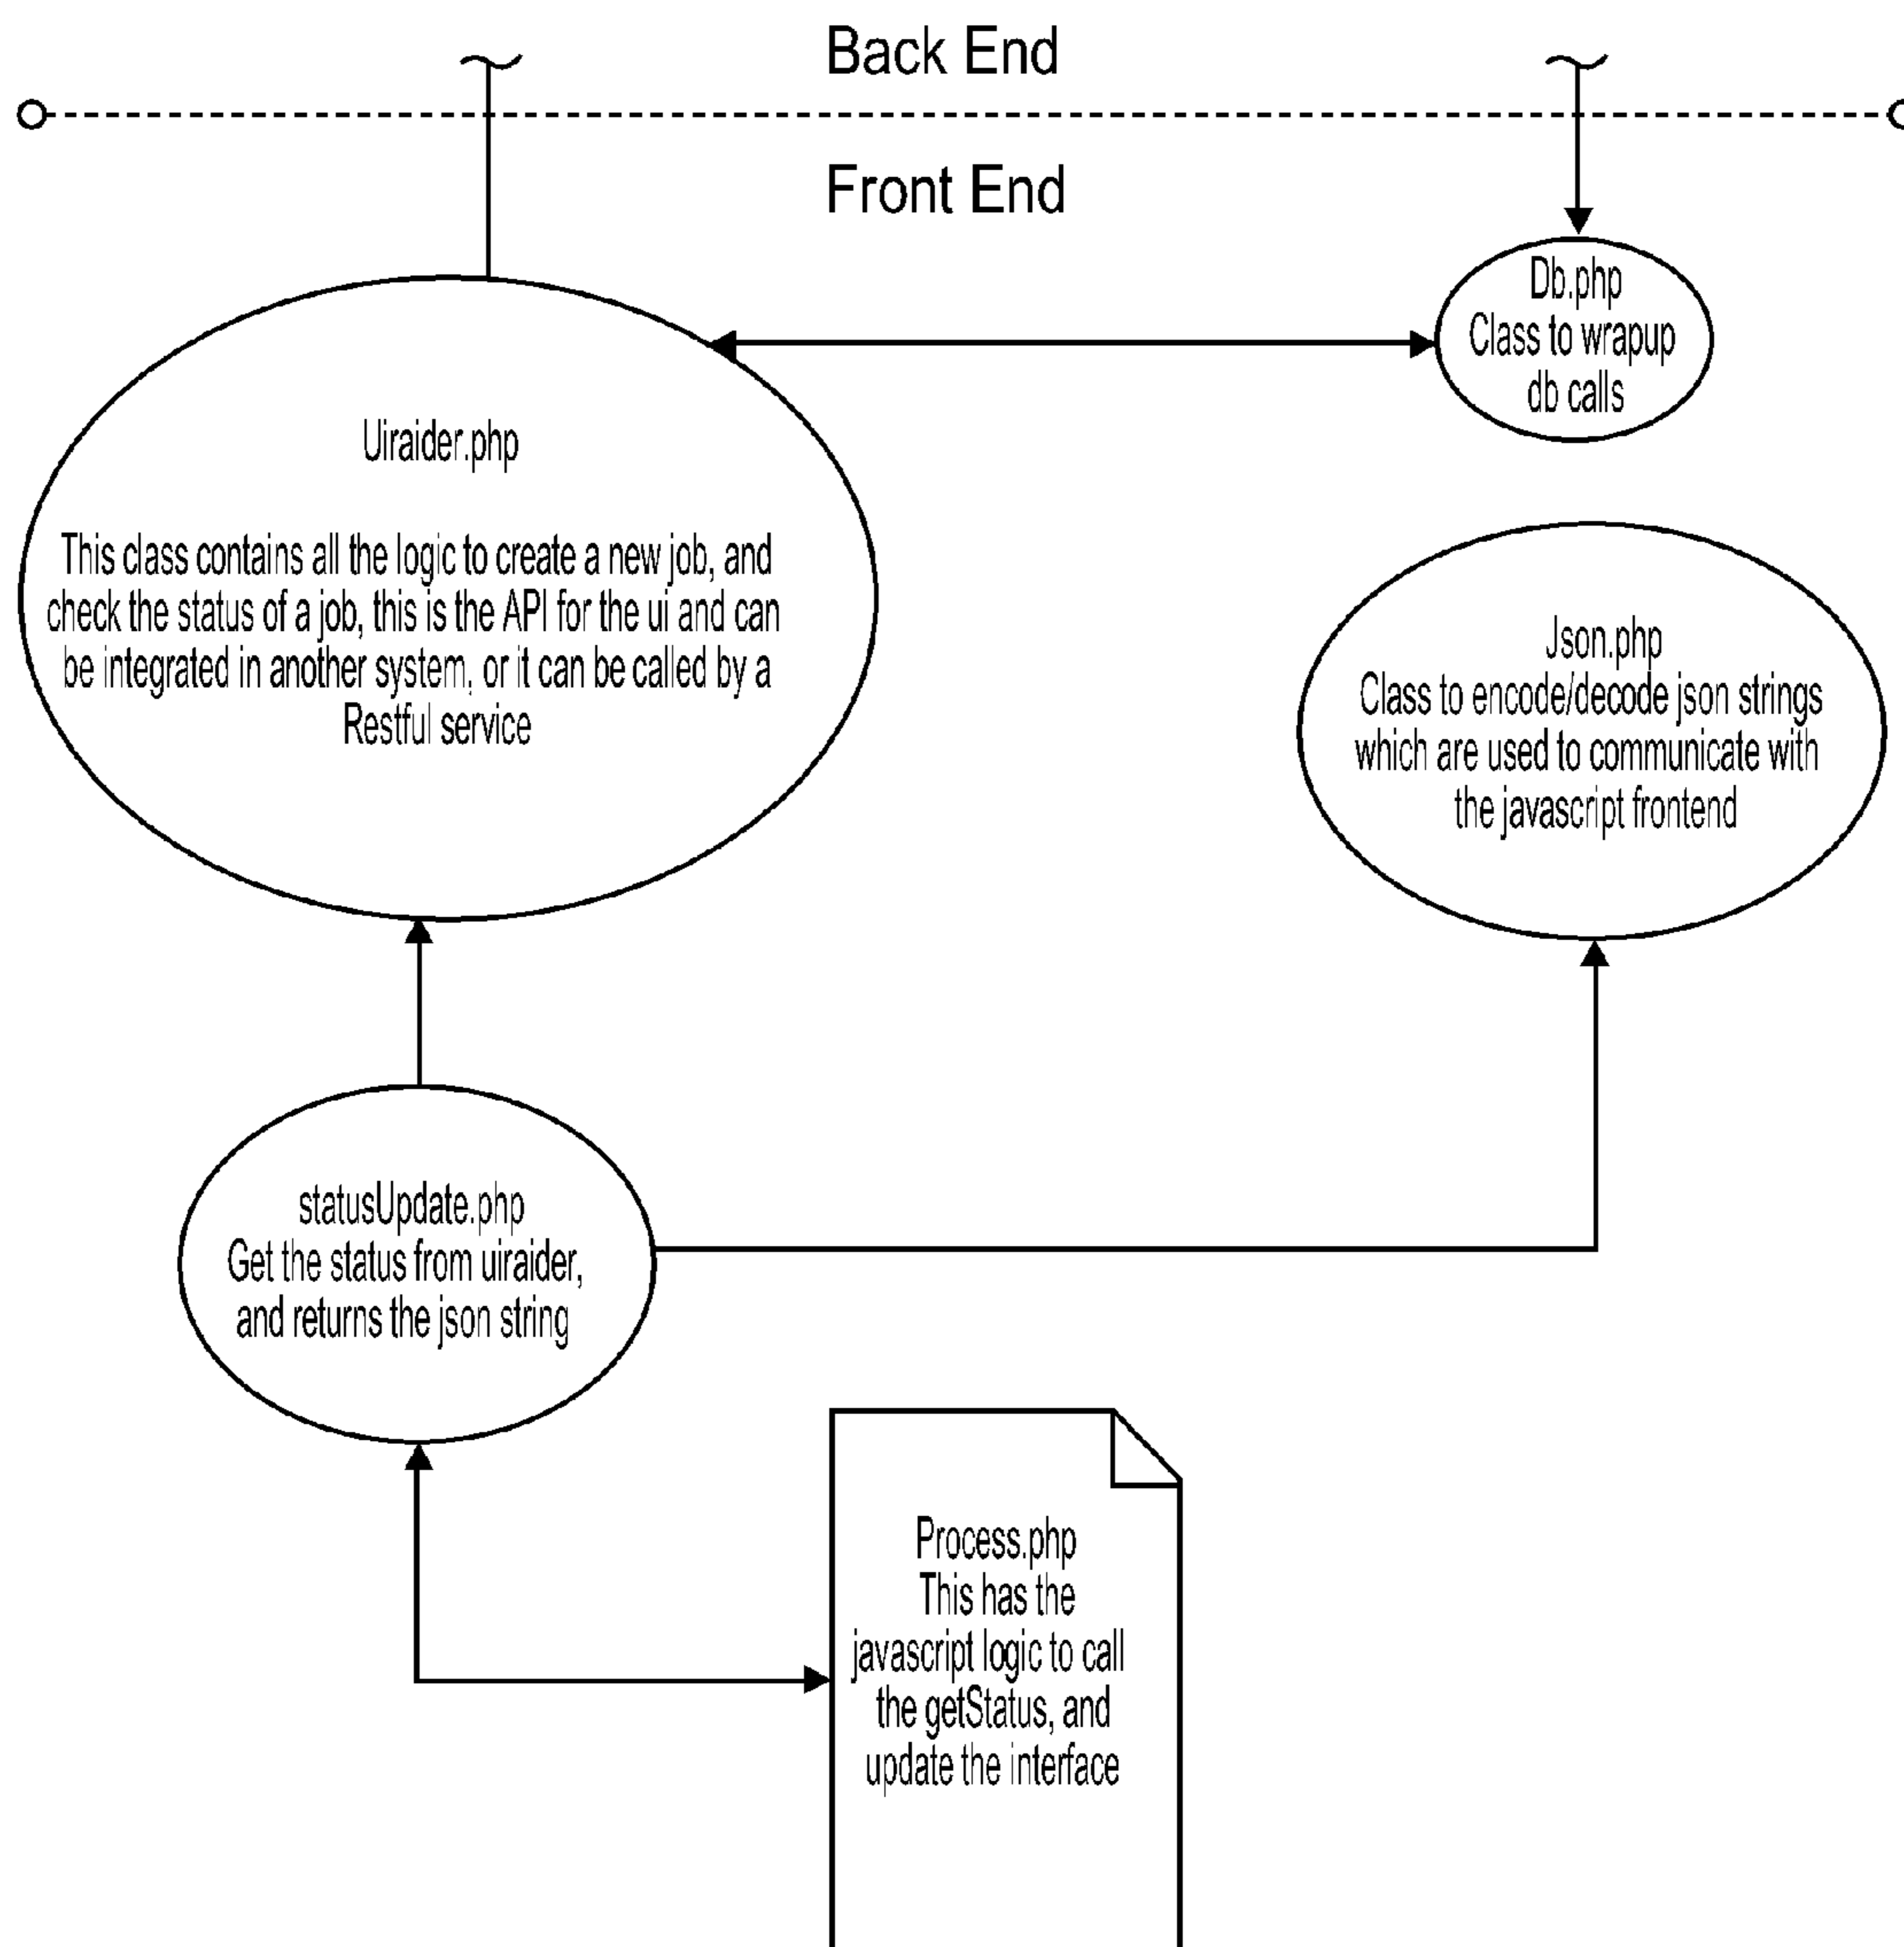 Back End
Front End
Db.php
Class to wrapup
db calls
Uiraider.php
This class contains all the logic to create a new job, and
check the status of a job, this is the API for the ui and can
be integrated in another system, or it can be called by a
Restful service
Json.php
Class to encode/decode json strings
which are used to communicate with
the javascript frontend
statusUpdate.php
Get the status from uiraider,
and returns the json string
Process.php
This has the
javascript logic to call
the getStatus, and
update the interface